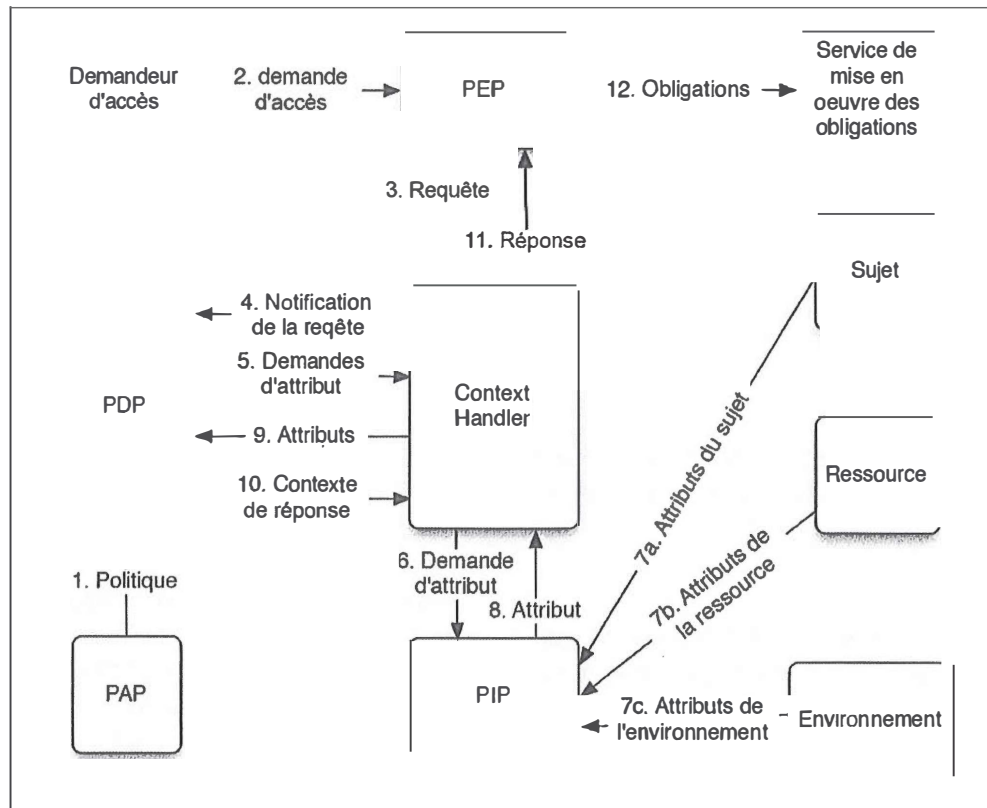 Demandeur
d'accès
2. demande
d'accès
PEP
12. Obligations
Service de
mise en
oeuvre des
obligations
3. Requête
11. Réponse
Sujet
4. Notification
de la reqête
5. Demandes
d'attribut
PDP
Context
Handler
9. Attributs
10. Contexte
de réponse
7a. Attributs du sujet
Ressource
6. Demande
d'attribut
8. Attribut
7b. Attributs de
la ressource
1. Politique
PAP
PIP
7c. Attributs de
l'environnement
Environnement